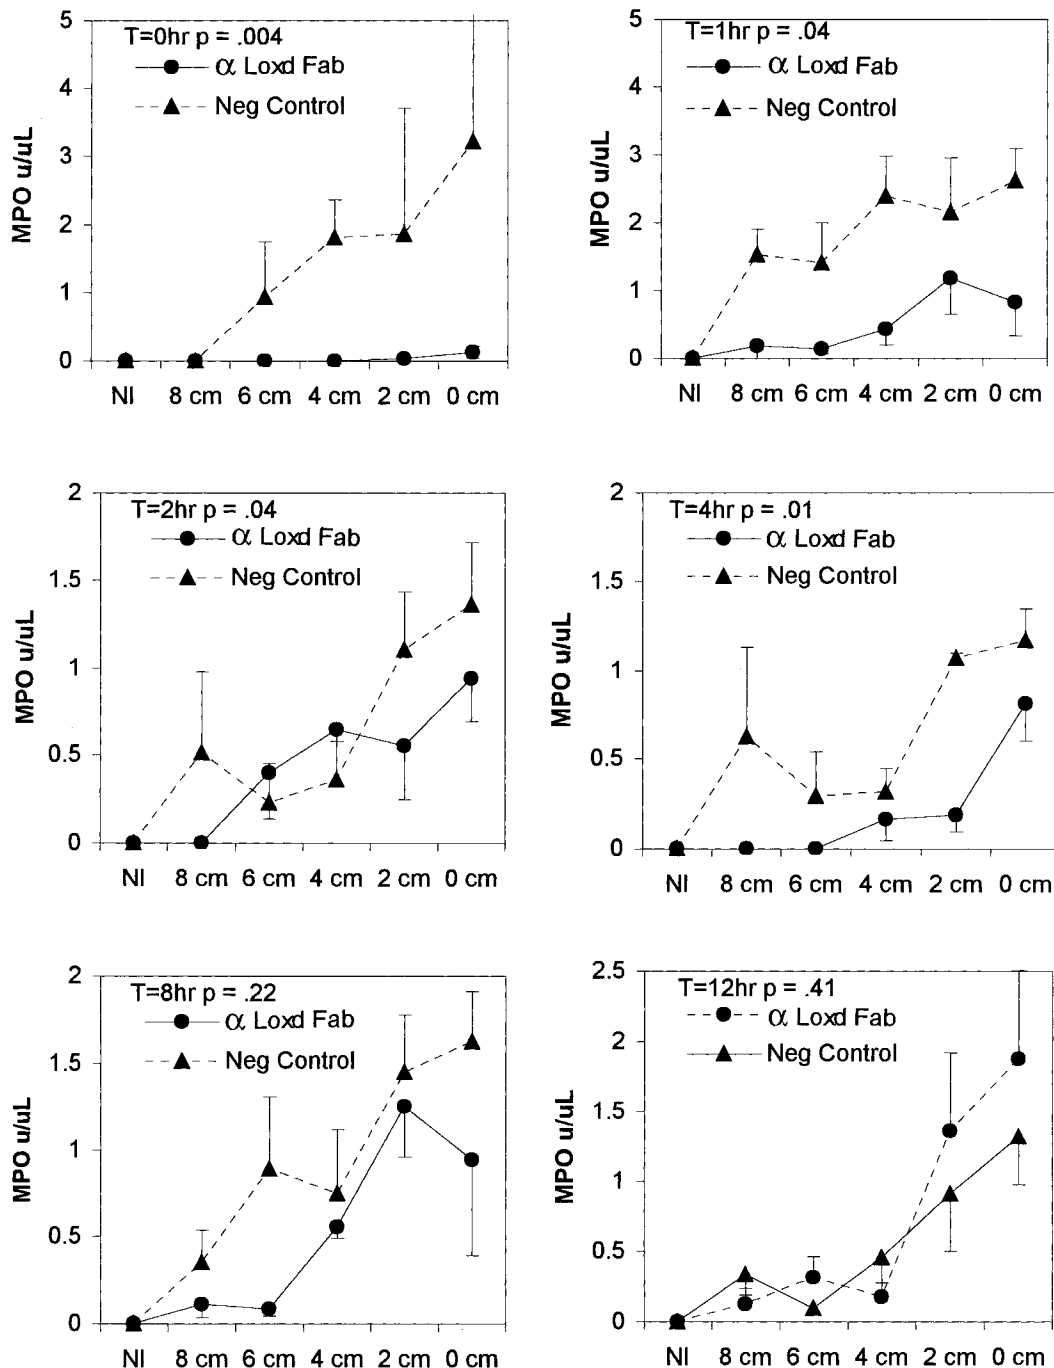 T=0hr p = .004
α Loxd Fab
Neg Control
MPO u/uL
5
4
3
2
1
0
NI 8 cm 6 cm 4 cm 2 cm 0 cm
T=1hr p = .04
α Loxd Fab
Neg Control
MPO u/uL
5
4
3
2
1
0
NI 8 cm 6 cm 4 cm 2 cm 0 cm
T=2hr p = .04
α Loxd Fab
Neg Control
MPO u/uL
2
1.5
1
0.5
0
NI 8 cm 6 cm 4 cm 2 cm 0 cm
T=4hr p = .01
α Loxd Fab
Neg Control
MPO u/uL
2
1.5
1
0.5
0
NI 8 cm 6 cm 4 cm 2 cm 0 cm
T=8hr p = .22
α Loxd Fab
Neg Control
MPO u/uL
2
1.5
1
0.5
0
NI 8 cm 6 cm 4 cm 2 cm 0 cm
T=12hr p = .41
α Loxd Fab
Neg Control
MPO u/uL
2.5
2
1.5
1
0.5
0
NI 8 cm 6 cm 4 cm 2 cm 0 cm